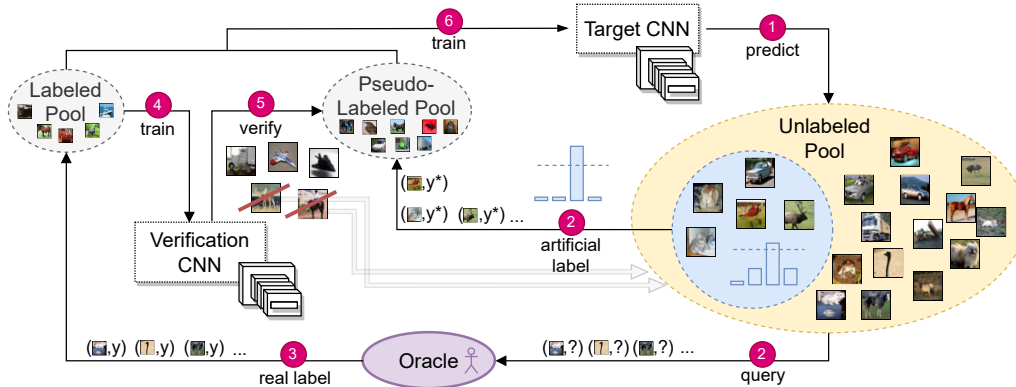 6
train
Target CNN
1
predict
Labeled
Pool
4
train
5
verify
Pseudo-
Labeled Pool
Unlabeled
Pool
( ,y*)
( ,y*) ( ,y*) ...
2
artificial
label
Verification
CNN
( ,y) ( ,y) ( ,y) ...
3
real label
Oracle
( ,?) ( ,?) ( ,?) ...
2
query